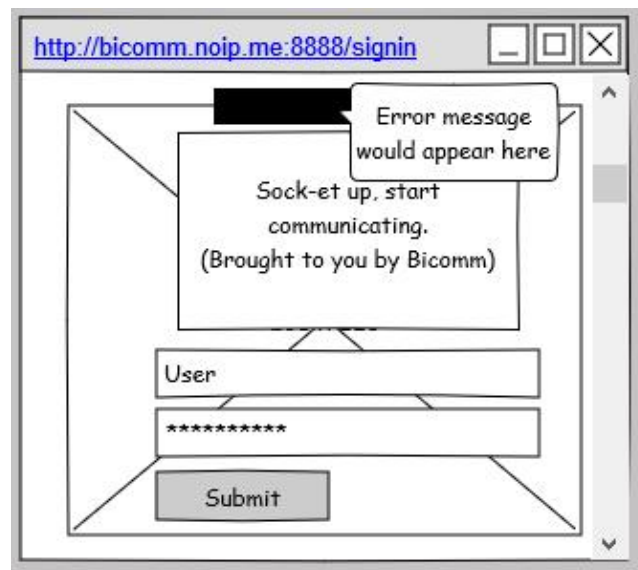 http://bicomm.noip.me:8888/signin
Error message
would appear here
Sock-et up, start
communicating.
(Brought to you by Bicomm)
User
**********
Submit